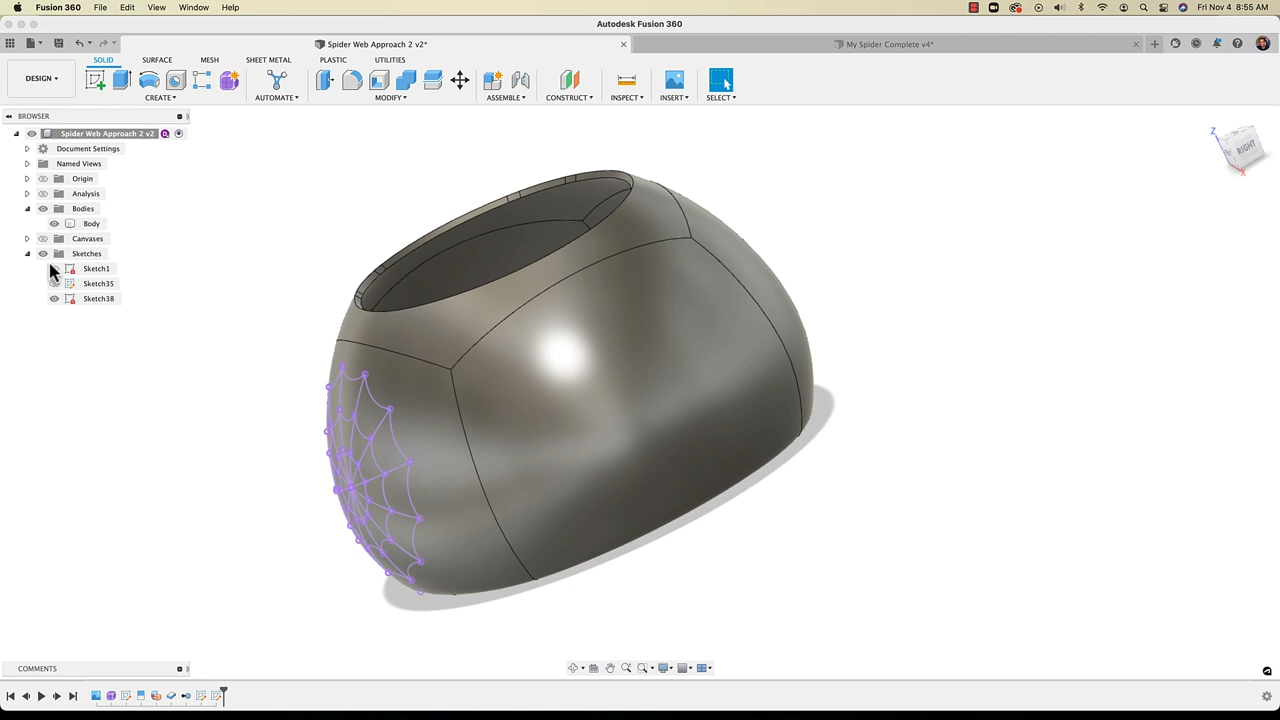 Fusion 360 File Edit View Window Help Fri Nov 4 8:55 AM
Autodesk Fusion 360
Spider Web Approach 2 v2* My Spider Complete v4*
SOLID SURFACE MESH SHEET METAL PLASTIC UTILITIES
DESIGN
CREATE AUTOMATE MODIFY ASSEMBLE CONSTRUCT INSPECT INSERT SELECT
BROWSER
Spider Web Approach 2 v2
Document Settings
Named Views
Origin
Analysis
Bodies
Body
Canvases
Sketches
Sketch1
Sketch35
Sketch38
Z
RIGHT
X
COMMENTS